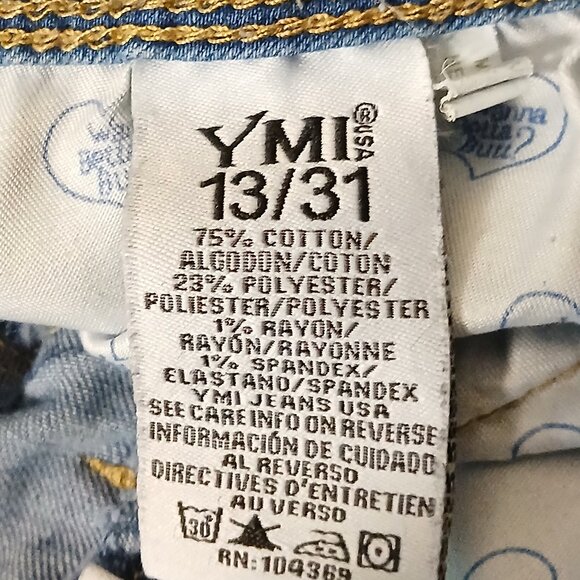 YMI® USA
13/31
75% COTTON/
ALGODON/COTON
23% POLYESTER/
POLIESTER/POLYESTER
1% RAYON/
RAYÓN/RAYONNE
1% SPANDEX/
ELASTANO/SPANDEX
YMI JEANS USA
SEE CARE INFO ON REVERSE
INFORMACIÓN DE CUIDADO
AL REVERSO
DIRECTIVES D'ENTRETIEN
AU VERSO
30
RN: 104369
Butt?